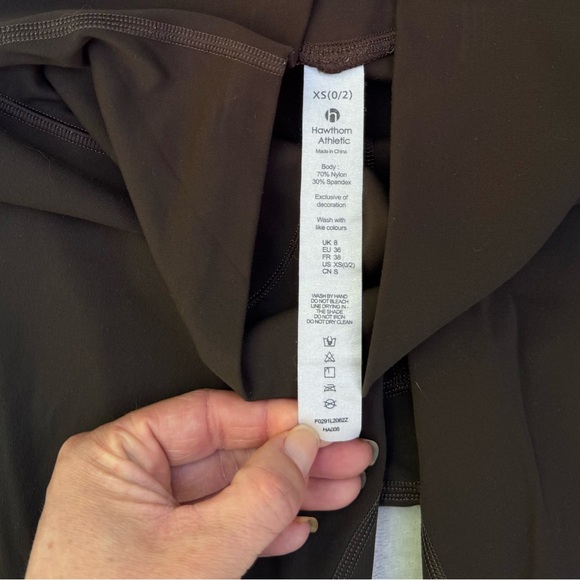 XS(0/2)
h
Hawthorn
Athletic
Made in China
Body :
70% Nylon
30% Spandex
Exclusive of
decoration
Wash with
like colours
UK 8
EU 36
FR 38
US XS(0/2)
CN S
WASH BY HAND
DO NOT BLEACH
LINE DRYING IN -
THE SHADE
DO NOT IRON
DO NOT DRY CLEAN
F0291L2082Z
HA008